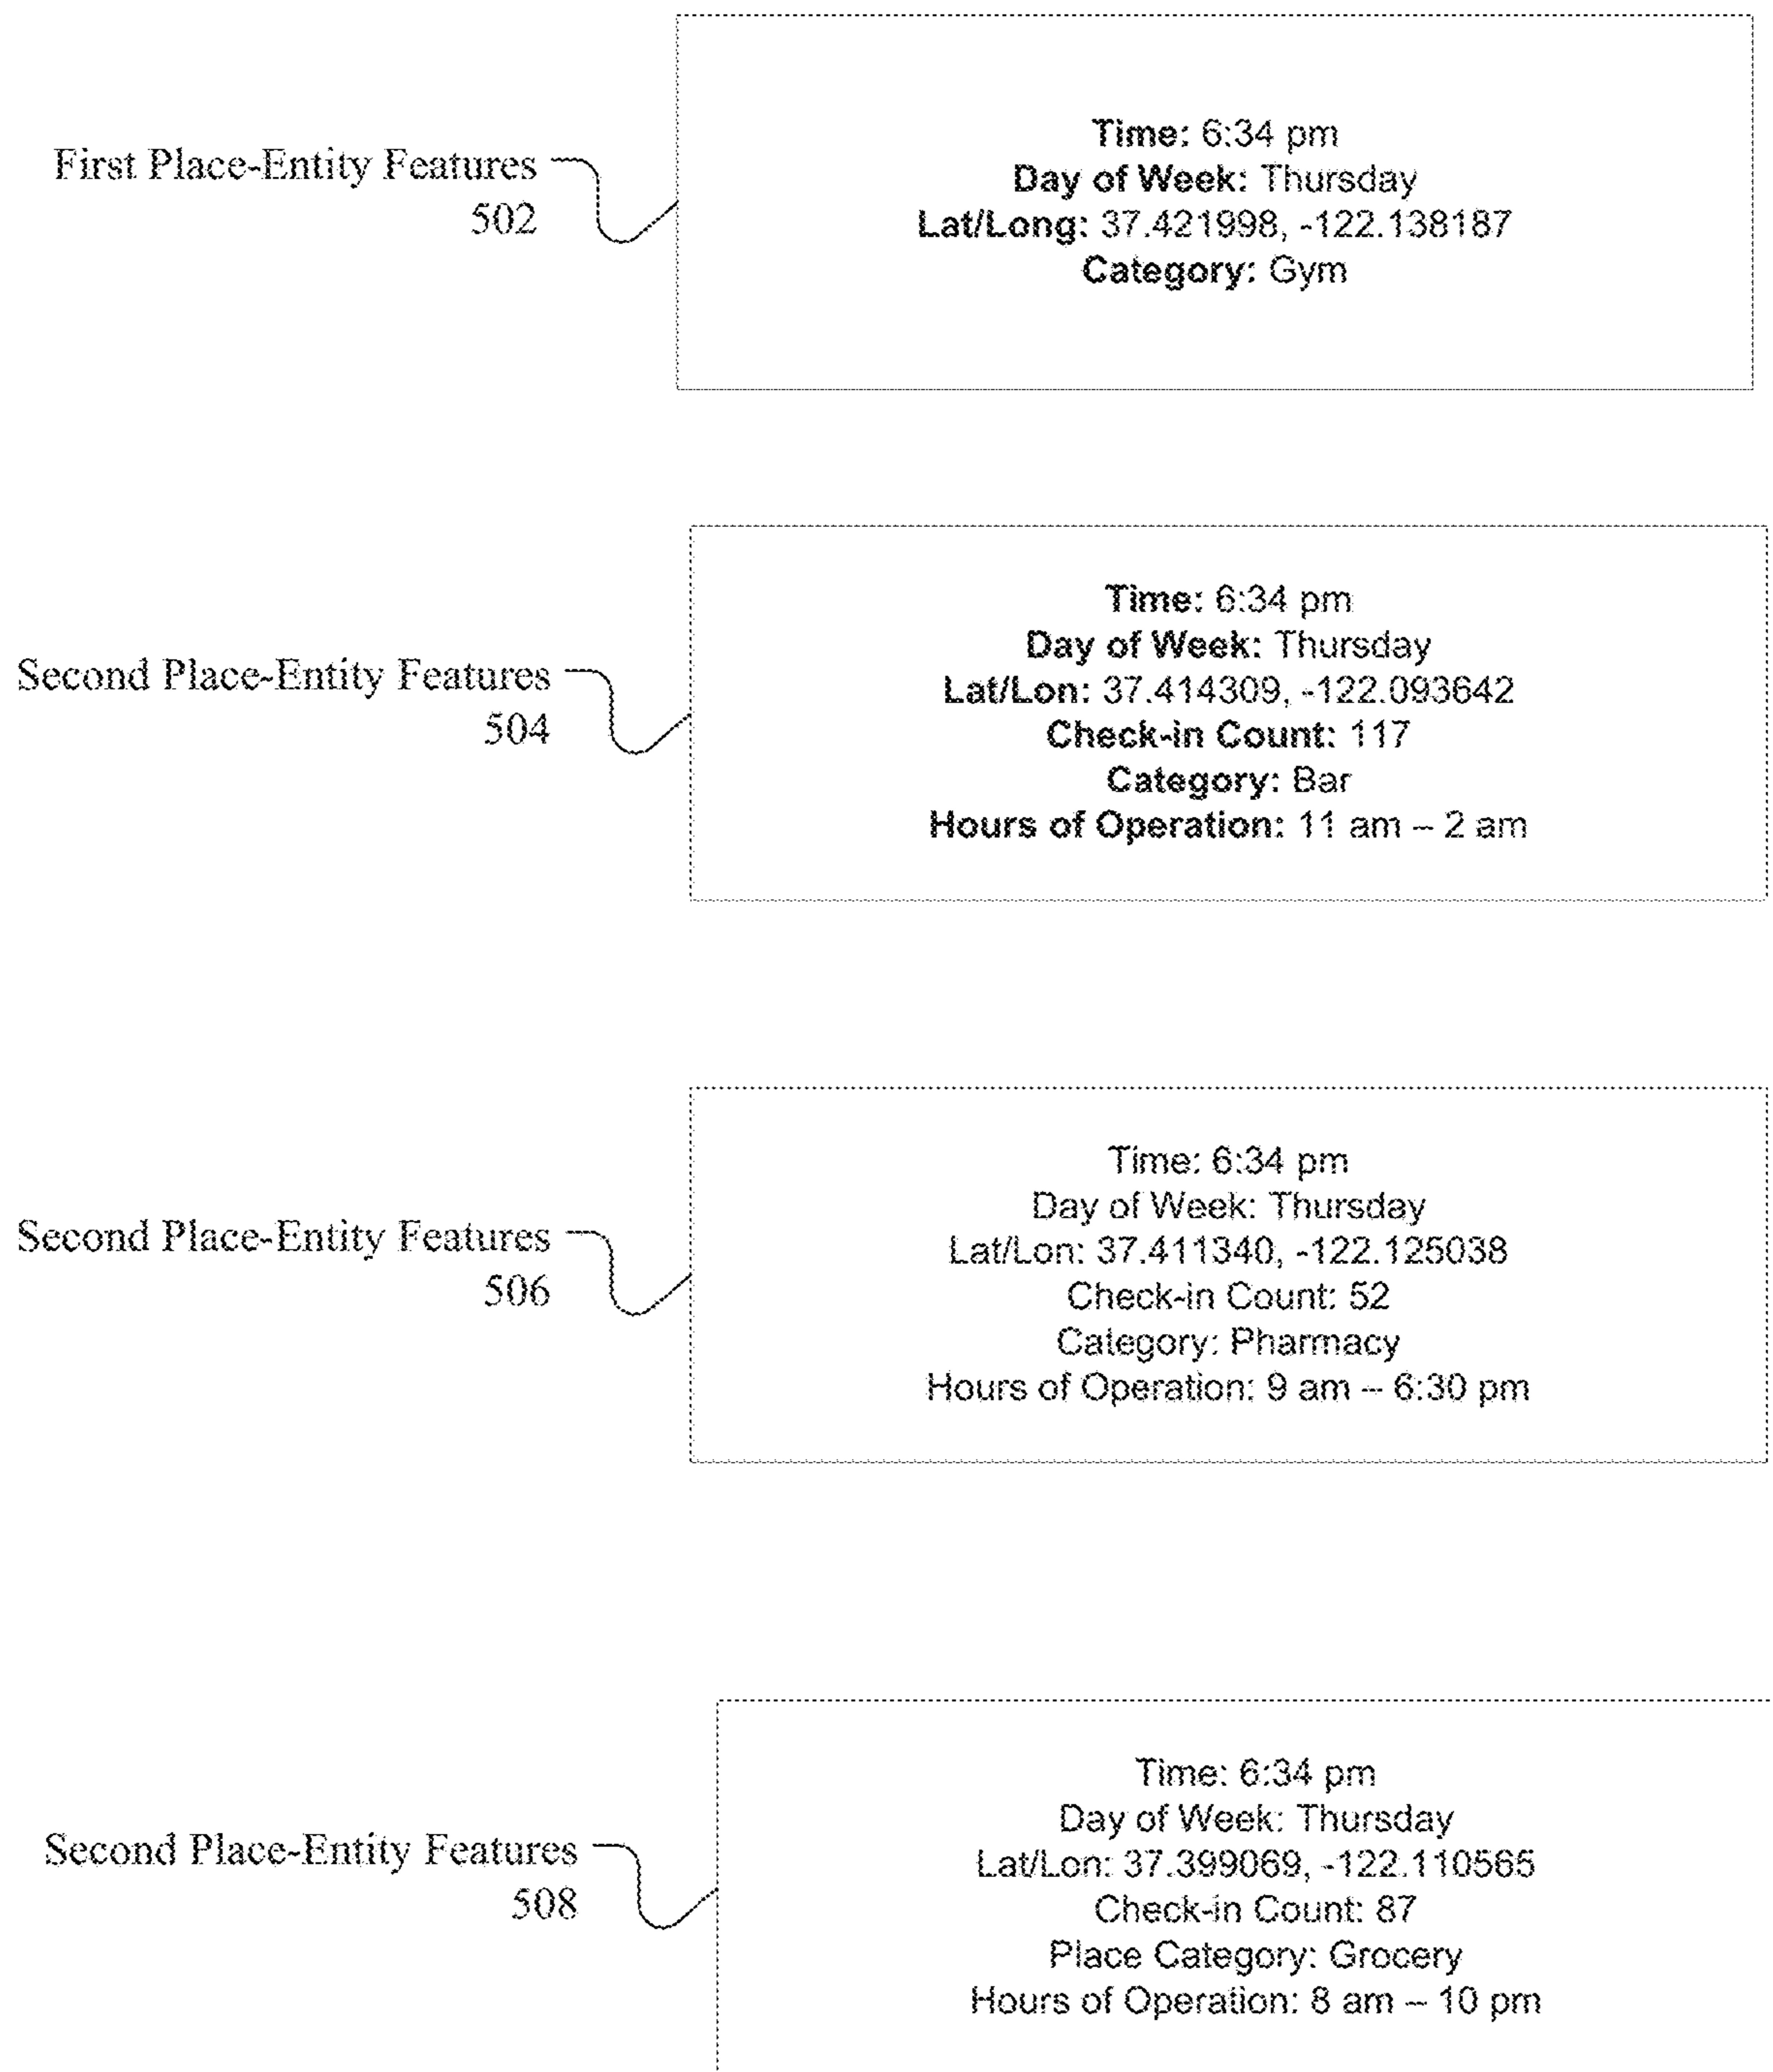 First Place-Entity Features
502
Time: 6:34 pm
Day of Week: Thursday
Lat/Long: 37.421998, -122.138187
Category: Gym
Second Place-Entity Features
504
Time: 6:34 pm
Day of Week: Thursday
Lat/Lon: 37.414309, -122.093642
Check-in Count: 117
Category: Bar
Hours of Operation: 11 am – 2 am
Second Place-Entity Features
506
Time: 6:34 pm
Day of Week: Thursday
Lat/Lon: 37.411340, -122.125038
Check-in Count: 52
Category: Pharmacy
Hours of Operation: 9 am – 6:30 pm
Second Place-Entity Features
508
Time: 6:34 pm
Day of Week: Thursday
Lat/Lon: 37.399069, -122.110565
Check-in Count: 87
Place Category: Grocery
Hours of Operation: 8 am – 10 pm